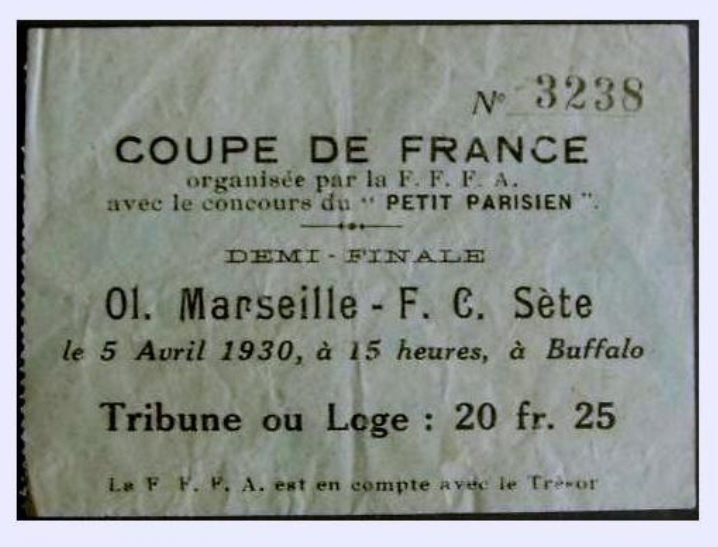 N° 3238
COUPE DE FRANCE
organisée par la F. F. F. A.
avec le concours du " PETIT PARISIEN ".
DEMI-FINALE
Ol. Marseille - F. C. Sète
le 5 Avril 1930, à 15 heures, à Buffalo
Tribune ou Loge : 20 fr. 25
La F. F. F. A. est en compte avec le Trésor